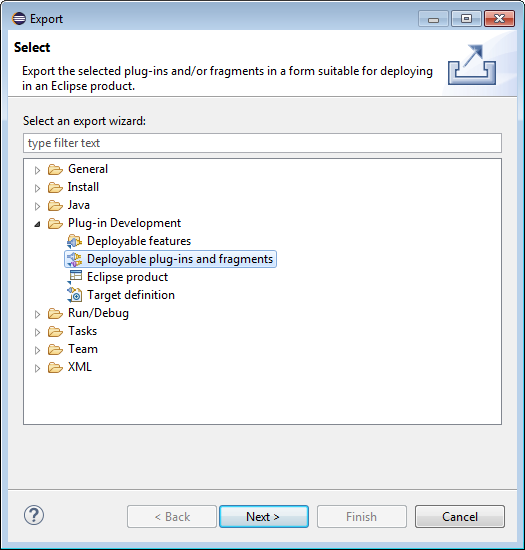 Export
Select
Export the selected plug-ins and/or fragments in a form suitable for deploying
in an Eclipse product.
Select an export wizard:
type filter text
General
Install
Java
Plug-in Development
Deployable features
Deployable plug-ins and fragments
Eclipse product
Target definition
Run/Debug
Tasks
Team
XML
?
< Back
Next >
Finish
Cancel